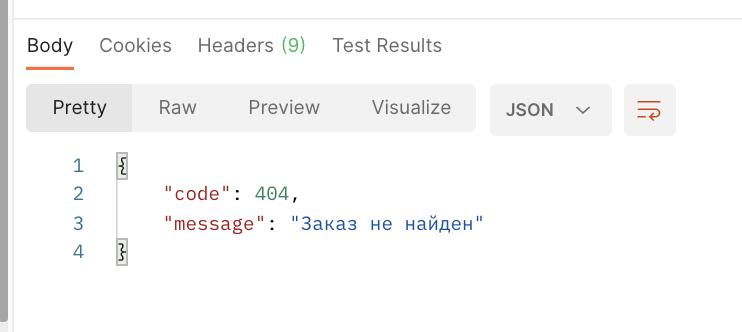 Body Cookies Headers (9) Test Results
Pretty Raw Preview Visualize JSON
1 {
2 "code": 404,
3 "message": "Заказ не найден"
4 }